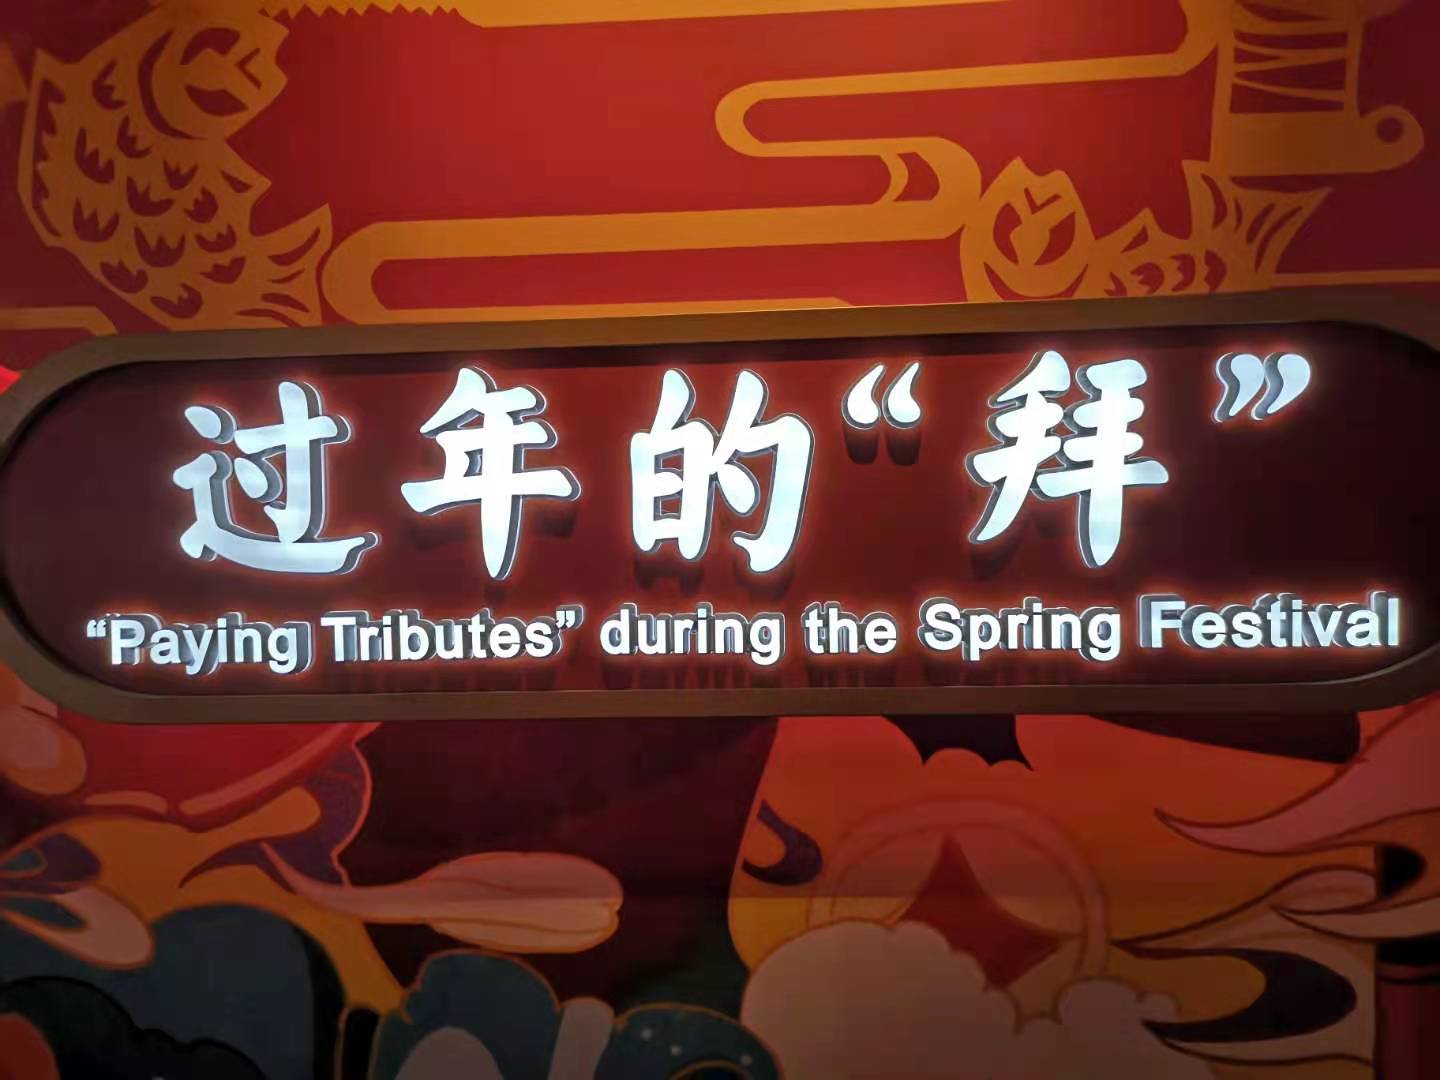 过年的“拜”
“Paying Tributes” during the Spring Festival